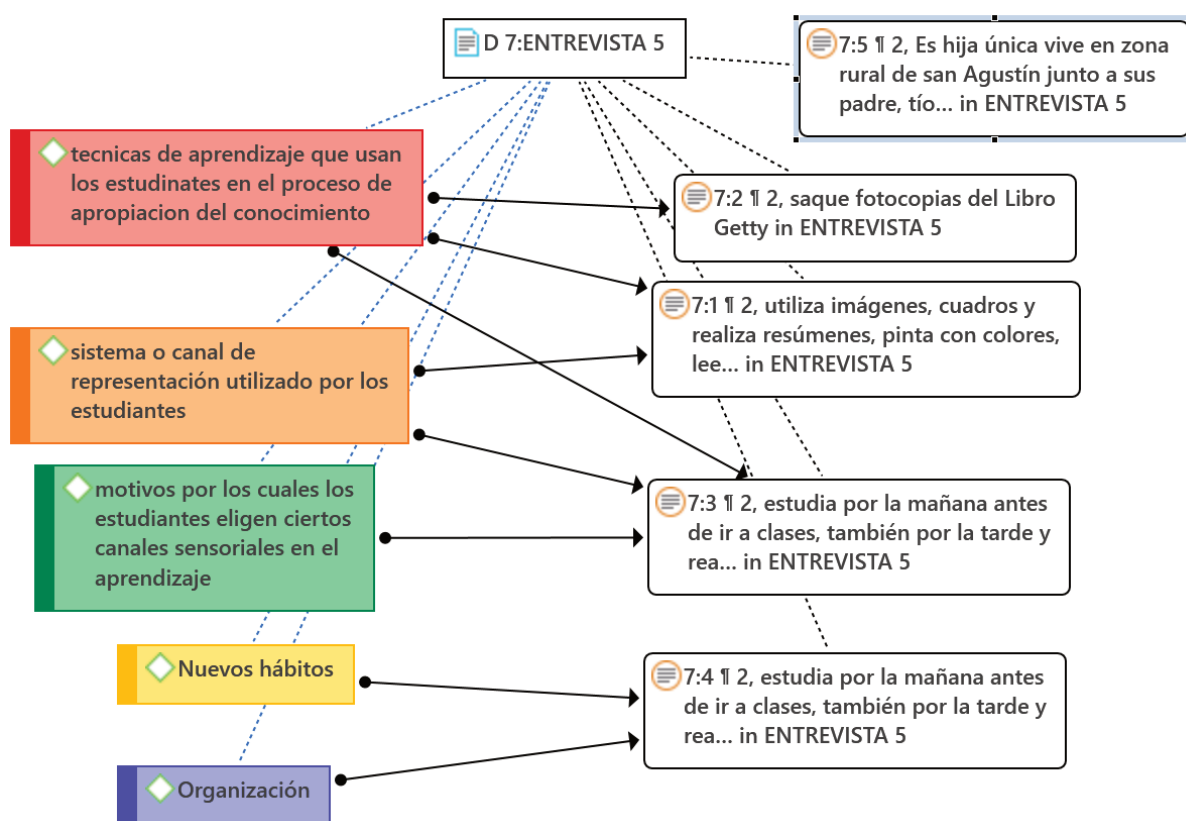 D 7:ENTREVISTA 5
7:5 ¶ 2, Es hija única vive en zona
rural de san Agustín junto a sus
padre, tío... in ENTREVISTA 5
tecnicas de aprendizaje que usan
los estudinates en el proceso de
apropiacion del conocimiento
7:2 ¶ 2, saque fotocopias del Libro
Getty in ENTREVISTA 5
7:1 ¶ 2, utiliza imágenes, cuadros y
realiza resúmenes, pinta con colores,
lee... in ENTREVISTA 5
sistema o canal de
representación utilizado por los
estudiantes
motivos por los cuales los
estudiantes eligen ciertos
canales sensoriales en el
aprendizaje
7:3 ¶ 2, estudia por la mañana antes
de ir a clases, también por la tarde y
rea... in ENTREVISTA 5
Nuevos hábitos
7:4 ¶ 2, estudia por la mañana antes
de ir a clases, también por la tarde y
rea... in ENTREVISTA 5
Organización